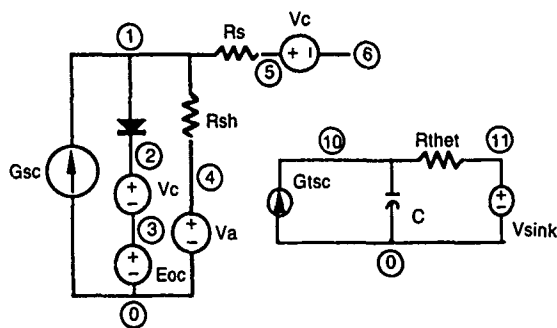 1
Rs
Vc
5
+ -
6
Rsh
Gsc
2
4
+
-
Vc
3
+
-
Va
+
-
Eoc
0
10
Rthet
11
Gtsc
C
+
-
Vsink
0